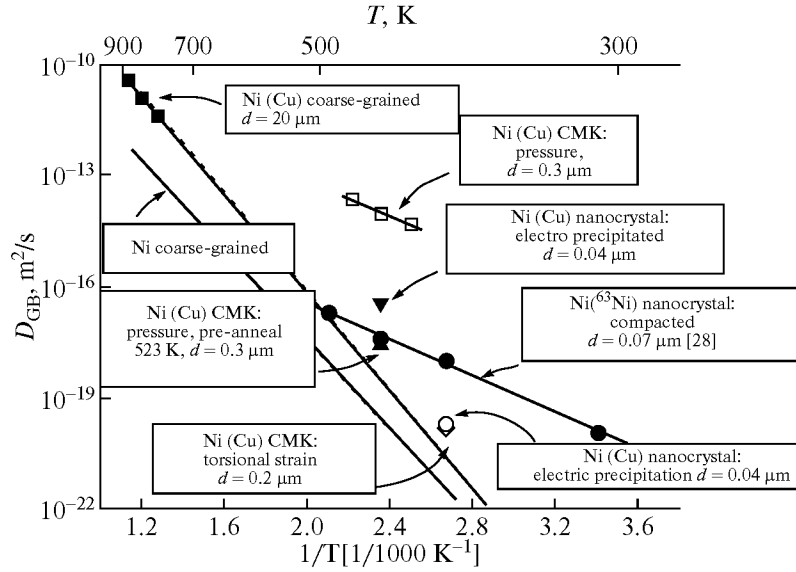 T, K
900 700 500 300
10⁻¹⁰
Ni (Cu) coarse-grained
d = 20 µm
Ni (Cu) CMK:
pressure,
d = 0.3 µm
10⁻¹³
Ni (Cu) nanocrystal:
electro precipitated
d = 0.04 µm
Ni coarse-grained
D_GB, m²/s
10⁻¹⁶
Ni(⁶³Ni) nanocrystal:
compacted
d = 0.07 µm [28]
Ni (Cu) CMK:
pressure, pre-anneal
523 K, d = 0.3 µm
10⁻¹⁹
Ni (Cu) CMK:
torsional strain
d = 0.2 µm
Ni (Cu) nanocrystal:
electric precipitation d = 0.04 µm
10⁻²²
1.2 1.6 2.0 2.4 2.8 3.2 3.6
1/T[1/1000 K⁻¹]